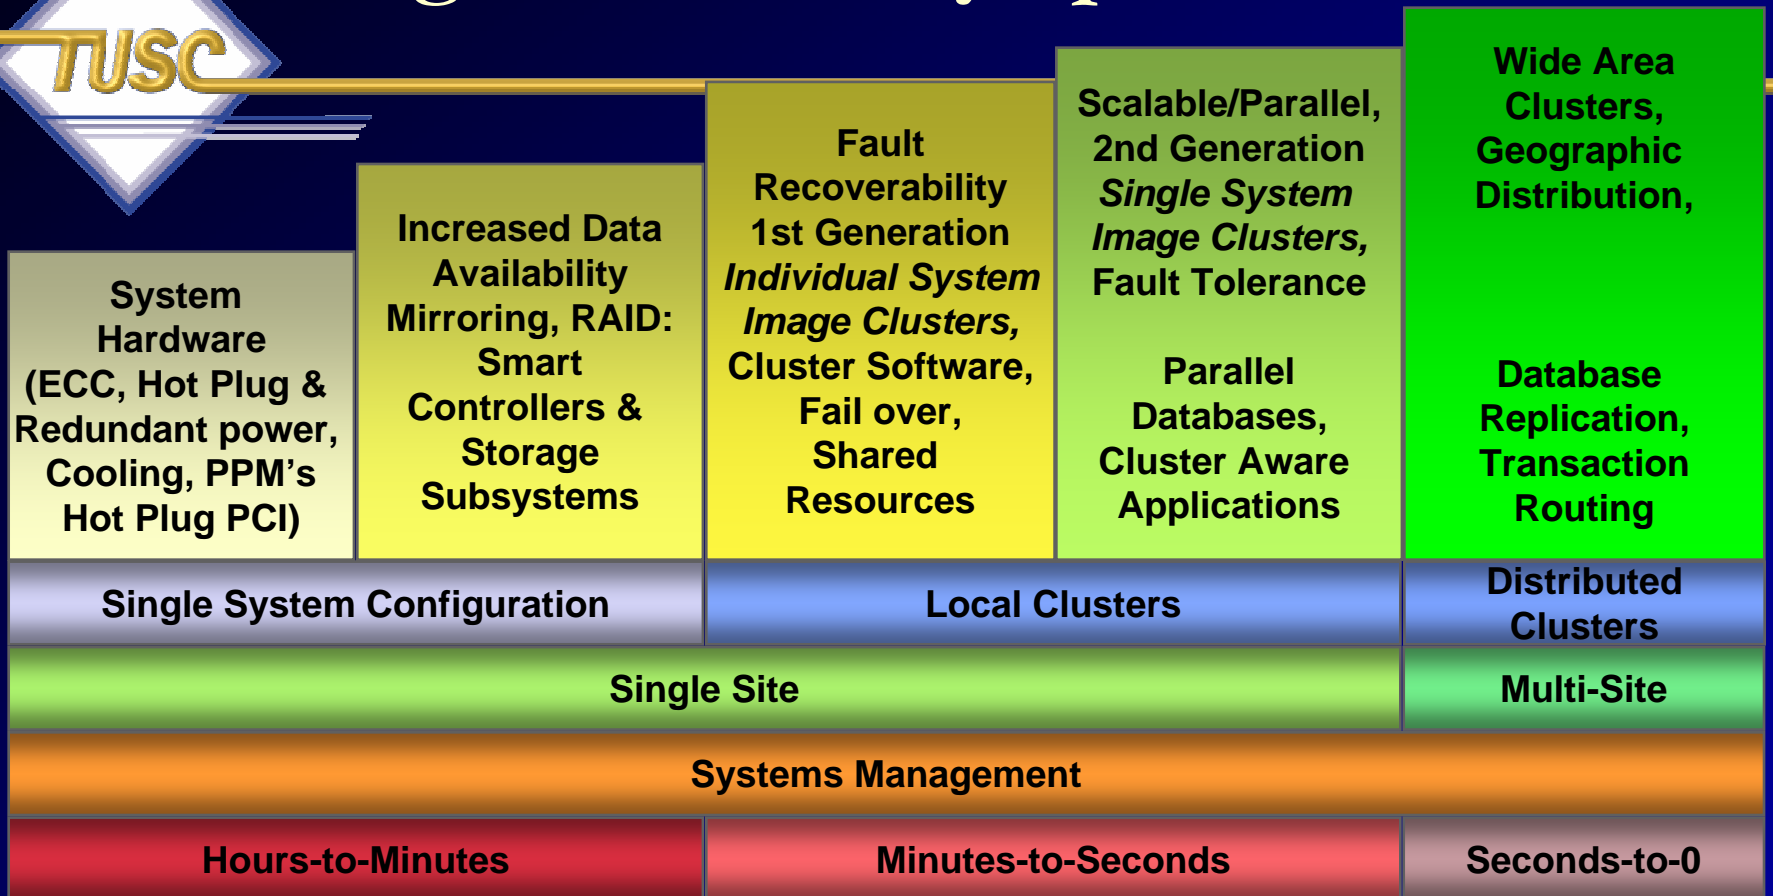 TUSC
System
Hardware
(ECC, Hot Plug &
Redundant power,
Cooling, PPM's
Hot Plug PCI)
Increased Data
Availability
Mirroring, RAID:
Smart
Controllers &
Storage
Subsystems
Fault
Recoverability
1st Generation
Individual System
Image Clusters,
Cluster Software,
Fail over,
Shared
Resources
Scalable/Parallel,
2nd Generation
Single System
Image Clusters,
Fault Tolerance
Parallel
Databases,
Cluster Aware
Applications
Wide Area
Clusters,
Geographic
Distribution,
Database
Replication,
Transaction
Routing
Single System Configuration
Local Clusters
Distributed
Clusters
Single Site
Multi-Site
Systems Management
Hours-to-Minutes
Minutes-to-Seconds
Seconds-to-0